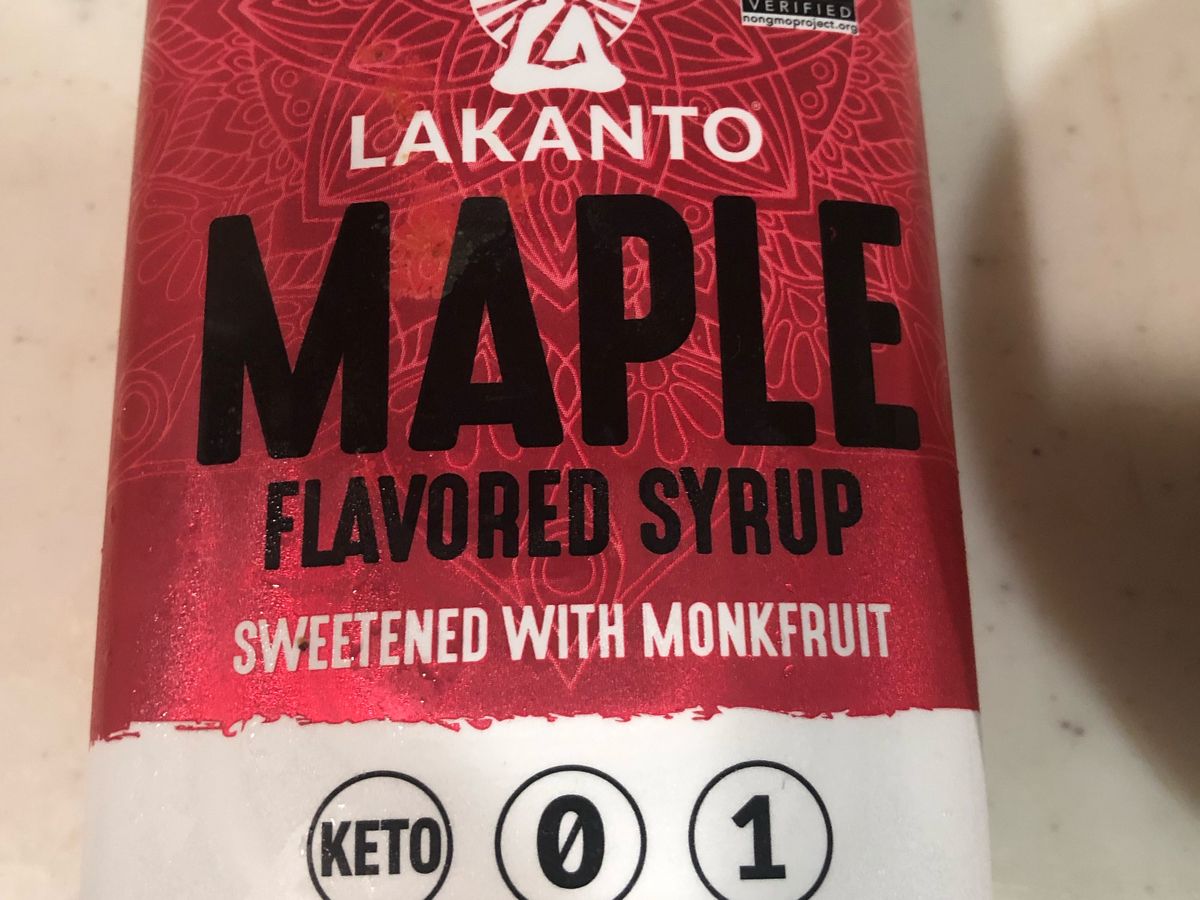 VERIFIED
nongmoproject.org
LAKANTO®
MAPLE
FLAVORED SYRUP
SWEETENED WITH MONKFRUIT
KETO 0 1